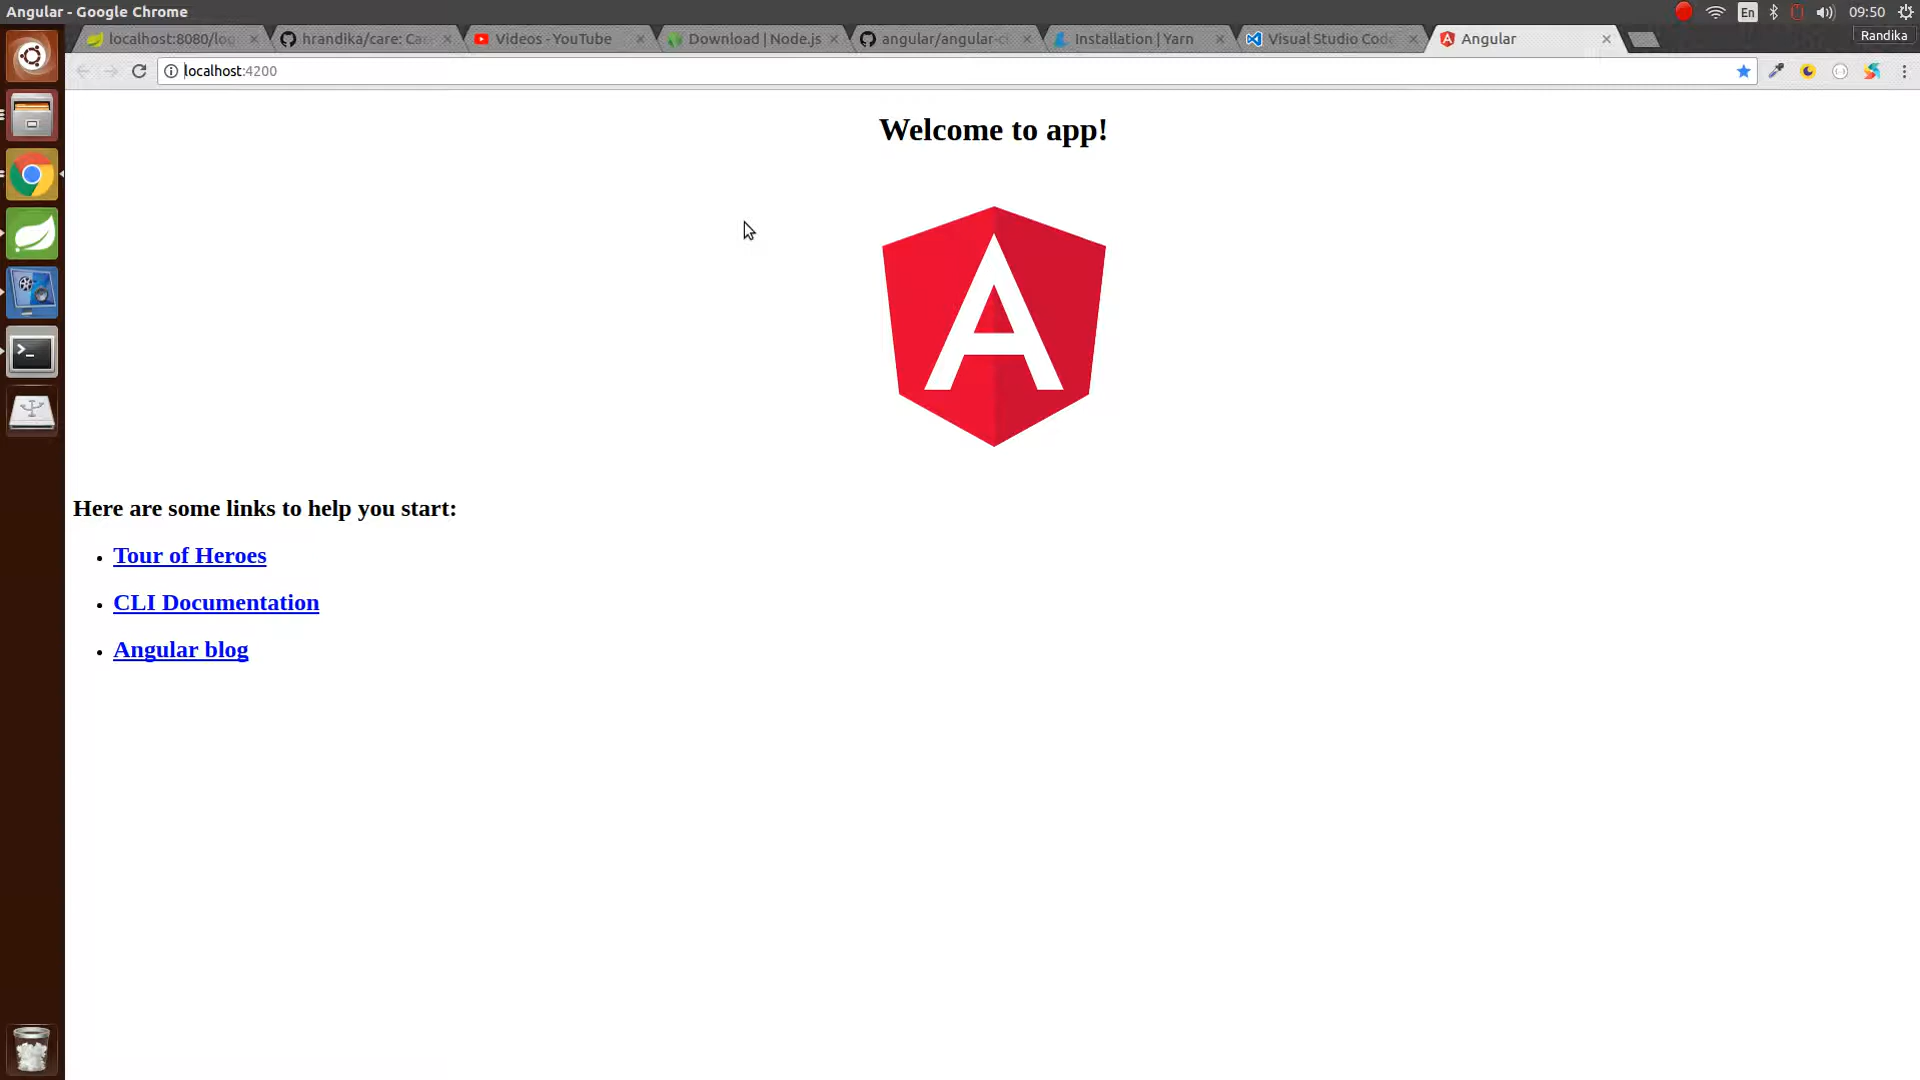 Angular - Google Chrome
En
09:50
localhost:8080/loo
hrandika/care: Ca
Videos - YouTube
Download | Node.js
angular/angular-c
Installation | Yarn
Visual Studio Code
Angular
Randika
localhost:4200
Welcome to app!
A
Here are some links to help you start:
Tour of Heroes
CLI Documentation
Angular blog